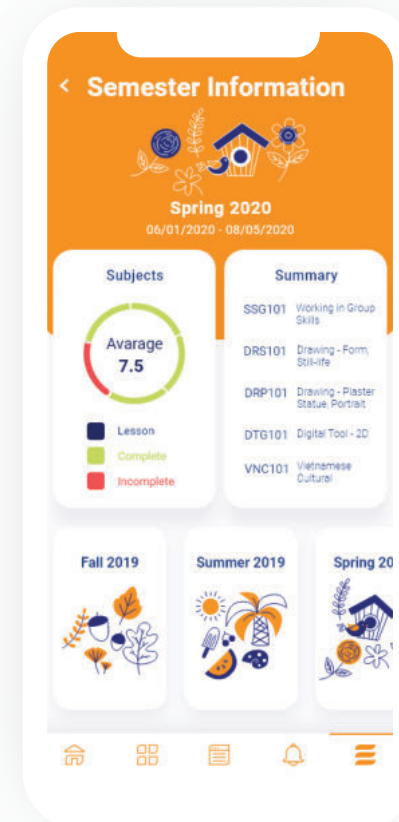 Semester Information
Spring 2020
06/01/2020 - 08/05/2020
Subjects
Avarage
7.5
Lesson
Complete
Incomplete
Summary
SSG101 Working in Group
Skills
DRS101 Drawing - Form,
Still-life
DRP101 Drawing - Plaster
Statue, Portrait
DTG101 Digital Tool - 2D
VNC101 Vietnamese
Cultural
Fall 2019
Summer 2019
Spring 20